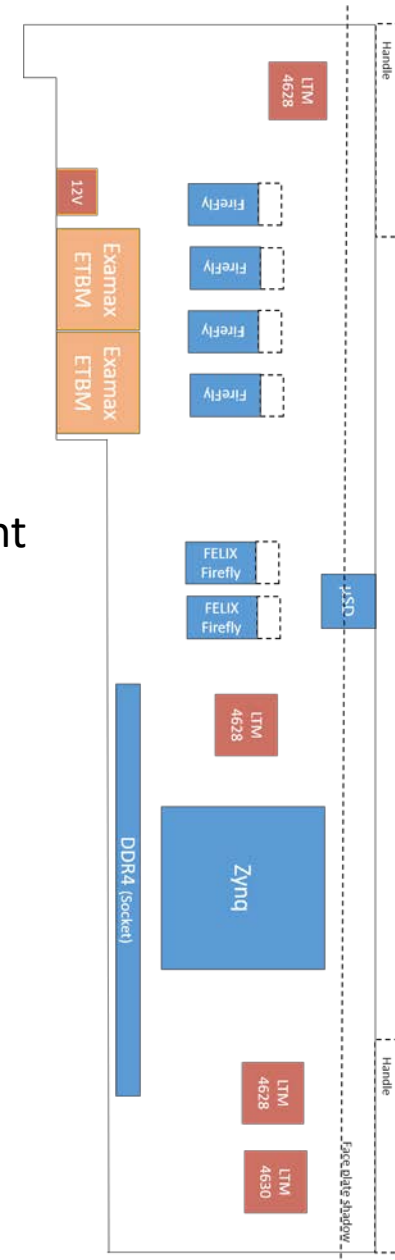 Handle
LTM
4628
12V
FireFly
Examax
ETBM
FireFly
FireFly
Examax
ETBM
FireFly
nt
FELIX
Firefly
µSD
FELIX
Firefly
LTM
4628
DDR4 (Socket)
Zynq
Handle
LTM
4628
Face plate shadow
LTM
4630